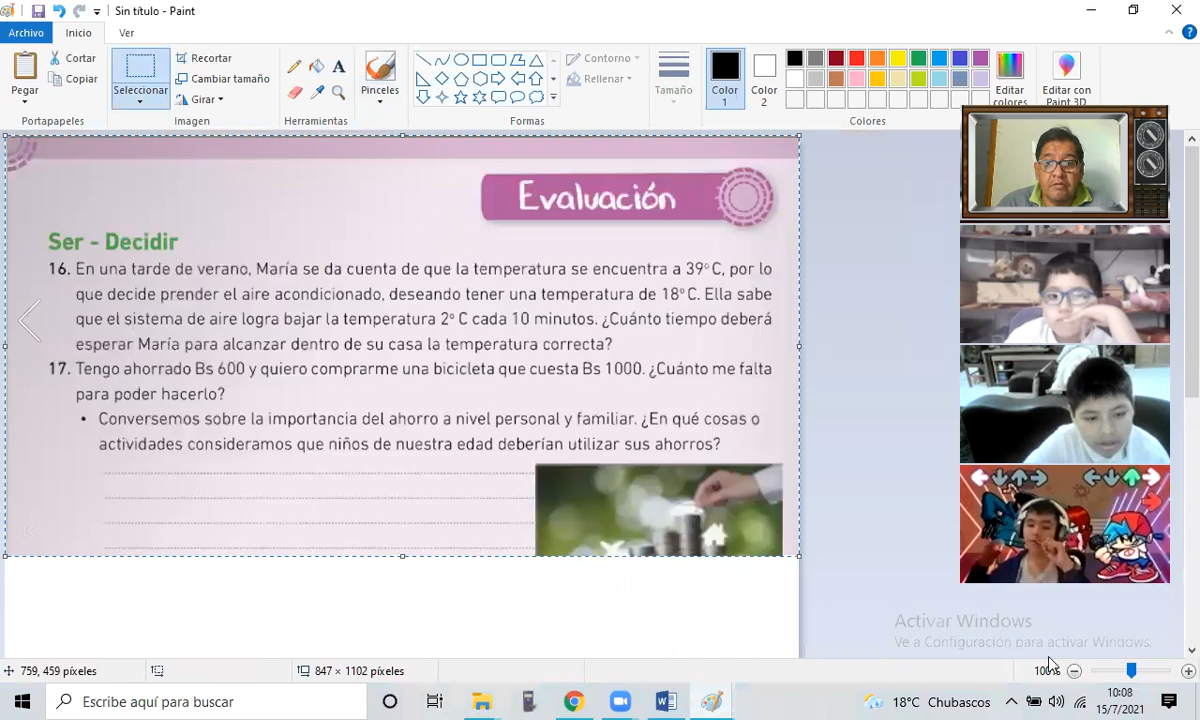 Sin título - Paint
Archivo Inicio Ver
Pegar
Cortar
Copiar
Portapapeles
Seleccionar
Recortar
Cambiar tamaño
Girar
Imagen
A
Herramientas
Pinceles
Contorno
Rellenar
Formas
Tamaño
Color 1
Color 2
Editar colores
Editar con Paint 3D
Colores
Evaluación
Ser - Decidir
16. En una tarde de verano, María se da cuenta de que la temperatura se encuentra a 39°C, por lo
que decide prender el aire acondicionado, deseando tener una temperatura de 18°C. Ella sabe
que el sistema de aire logra bajar la temperatura 2° C cada 10 minutos. ¿Cuánto tiempo deberá
esperar María para alcanzar dentro de su casa la temperatura correcta?
17. Tengo ahorrado Bs 600 y quiero comprarme una bicicleta que cuesta Bs 1000. ¿Cuánto me falta
para poder hacerlo?
• Conversemos sobre la importancia del ahorro a nivel personal y familiar. ¿En qué cosas o
actividades consideramos que niños de nuestra edad deberían utilizar sus ahorros?
Activar Windows
Ve a Configuración para activar Windows.
759, 459 píxeles
847 × 1102 píxeles
100%
Escribe aquí para buscar
18°C Chubascos
10:08
15/7/2021